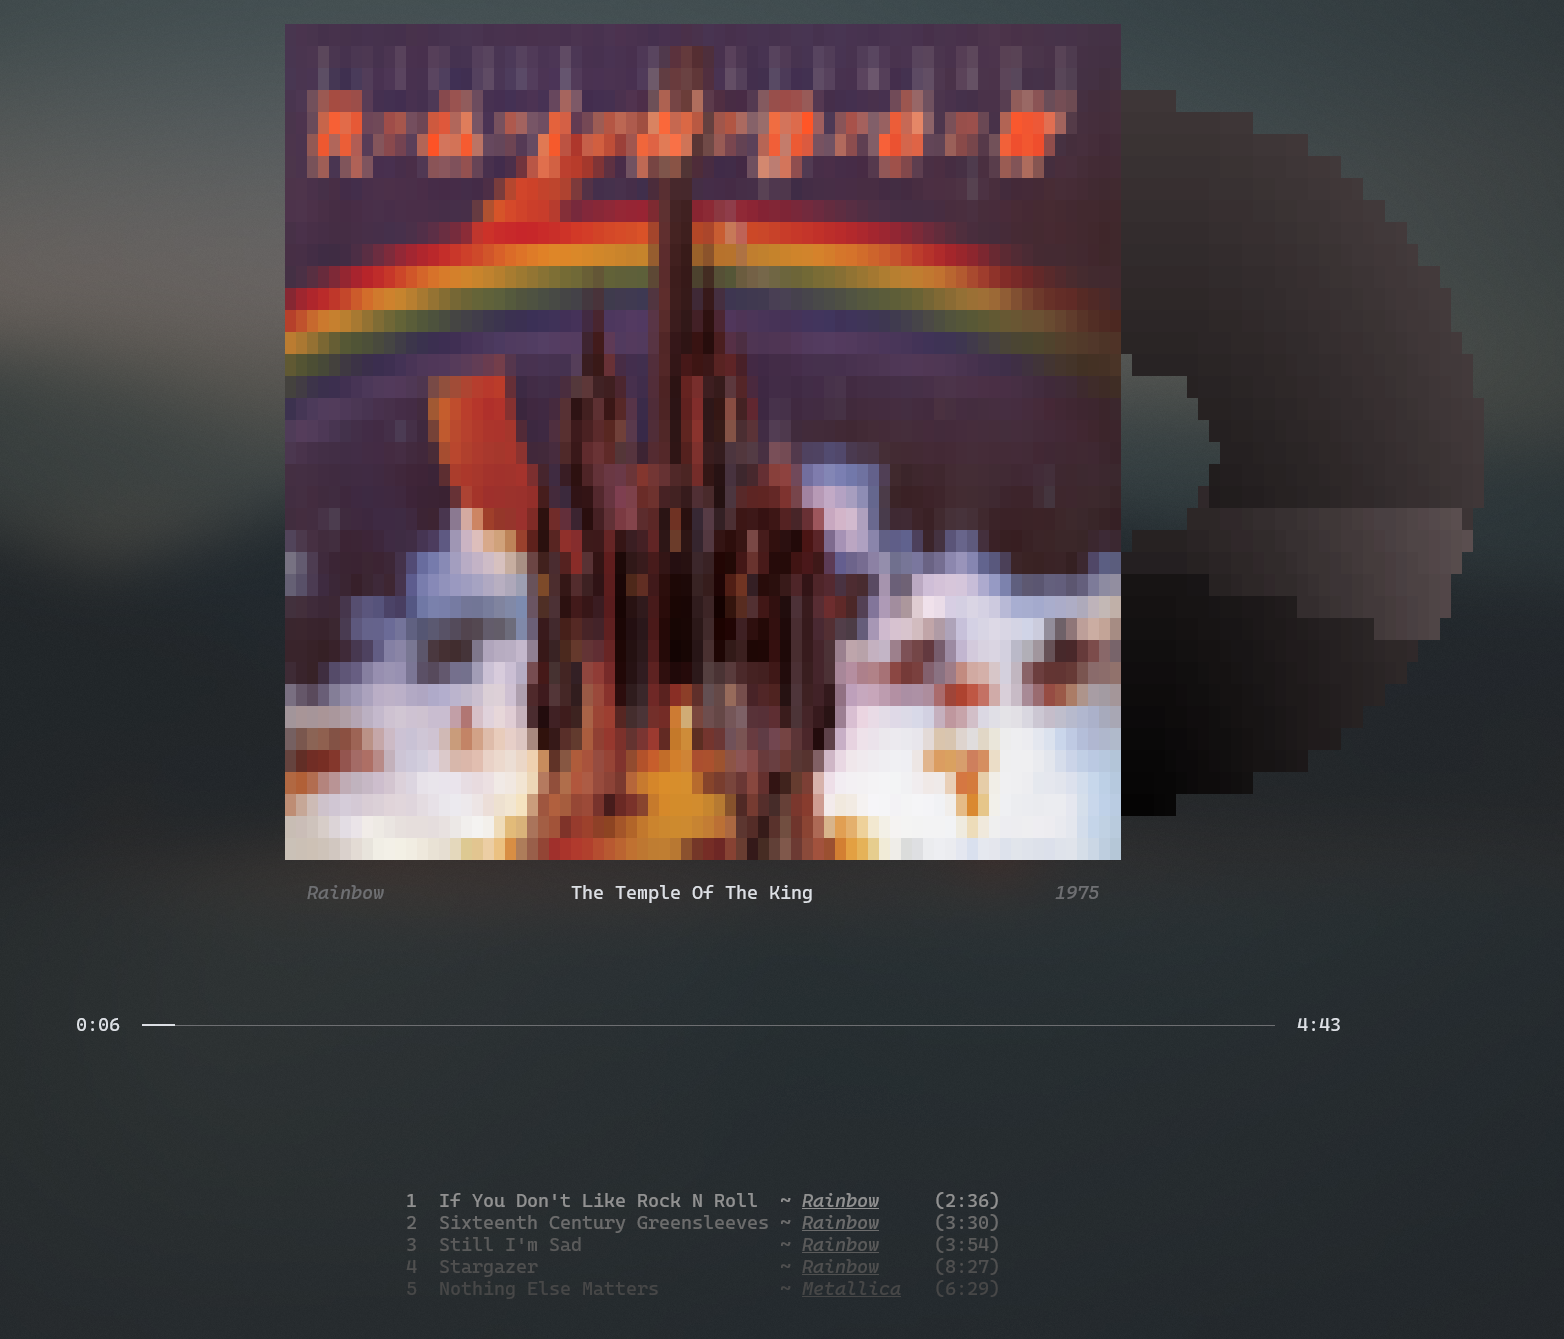 Rainbow The Temple Of The King 1975
0:06 4:43
1 If You Don't Like Rock N Roll ~ Rainbow (2:36)
2 Sixteenth Century Greensleeves ~ Rainbow (3:30)
3 Still I'm Sad ~ Rainbow (3:54)
4 Stargazer ~ Rainbow (8:27)
5 Nothing Else Matters ~ Metallica (6:29)